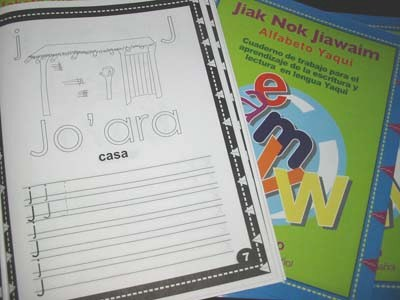 j J
jo'ara
casa
7
Jiak Nok Jiawaim
Alfabeto Yaqui
Cuaderno de trabajo para el
aprendizaje de la escritura y
lectura en lengua Yaqui
e
a m
w